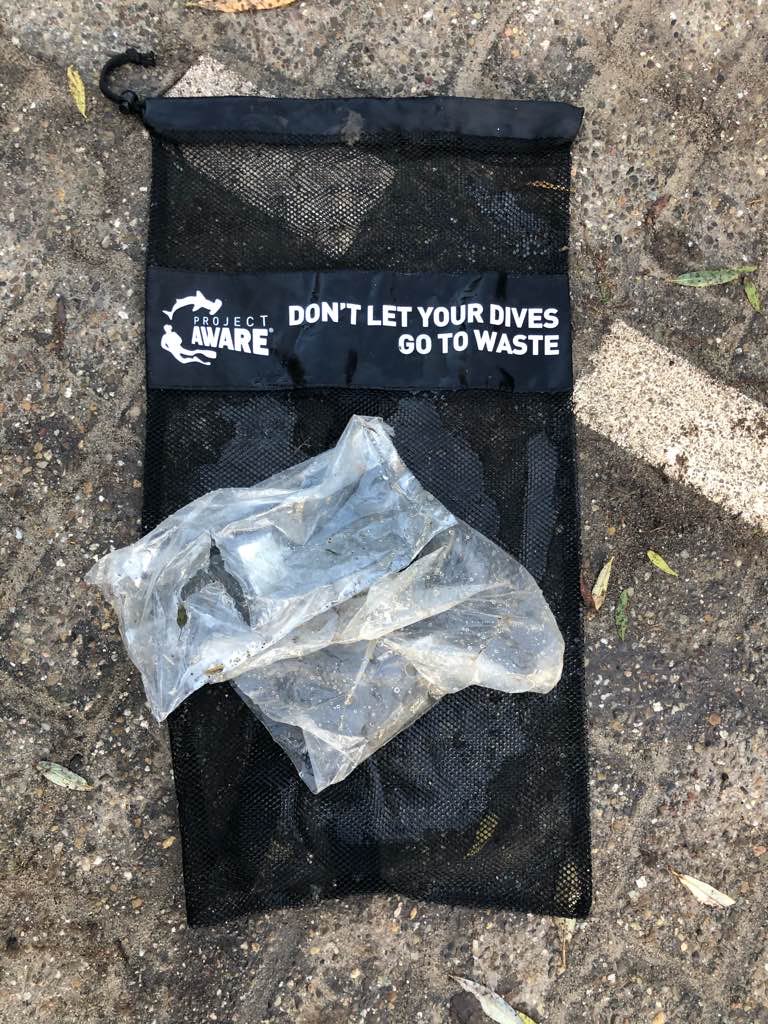 PROJECT
AWARE®
DON'T LET YOUR DIVES
GO TO WASTE